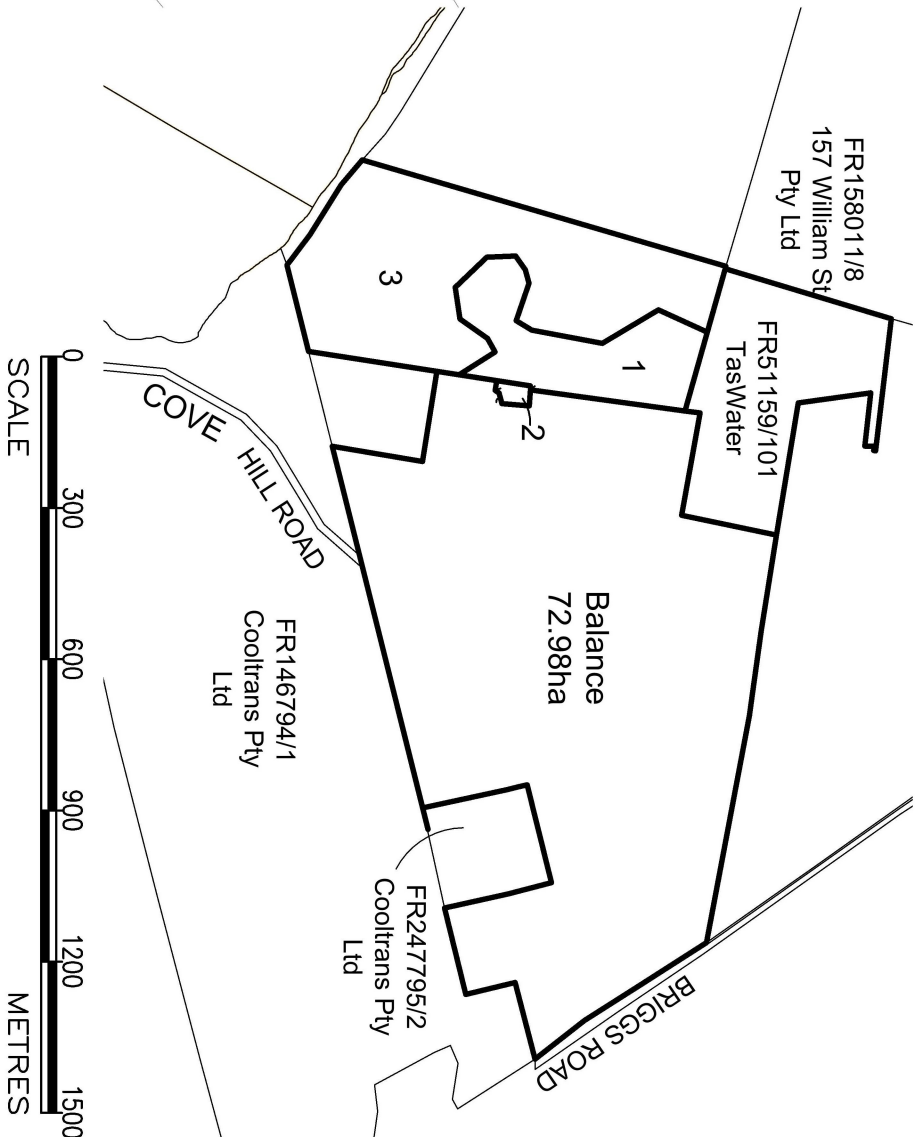 FR158011/8
157 William St
Pty Ltd
FR51159/101
TasWater
3
1
2
Balance
72.98ha
COVE HILL ROAD
FR146794/1
Cooltrans Pty
Ltd
FR247795/2
Cooltrans Pty
Ltd
BRIGGS ROAD
0 300 600 900 1200 1500
SCALE METRES